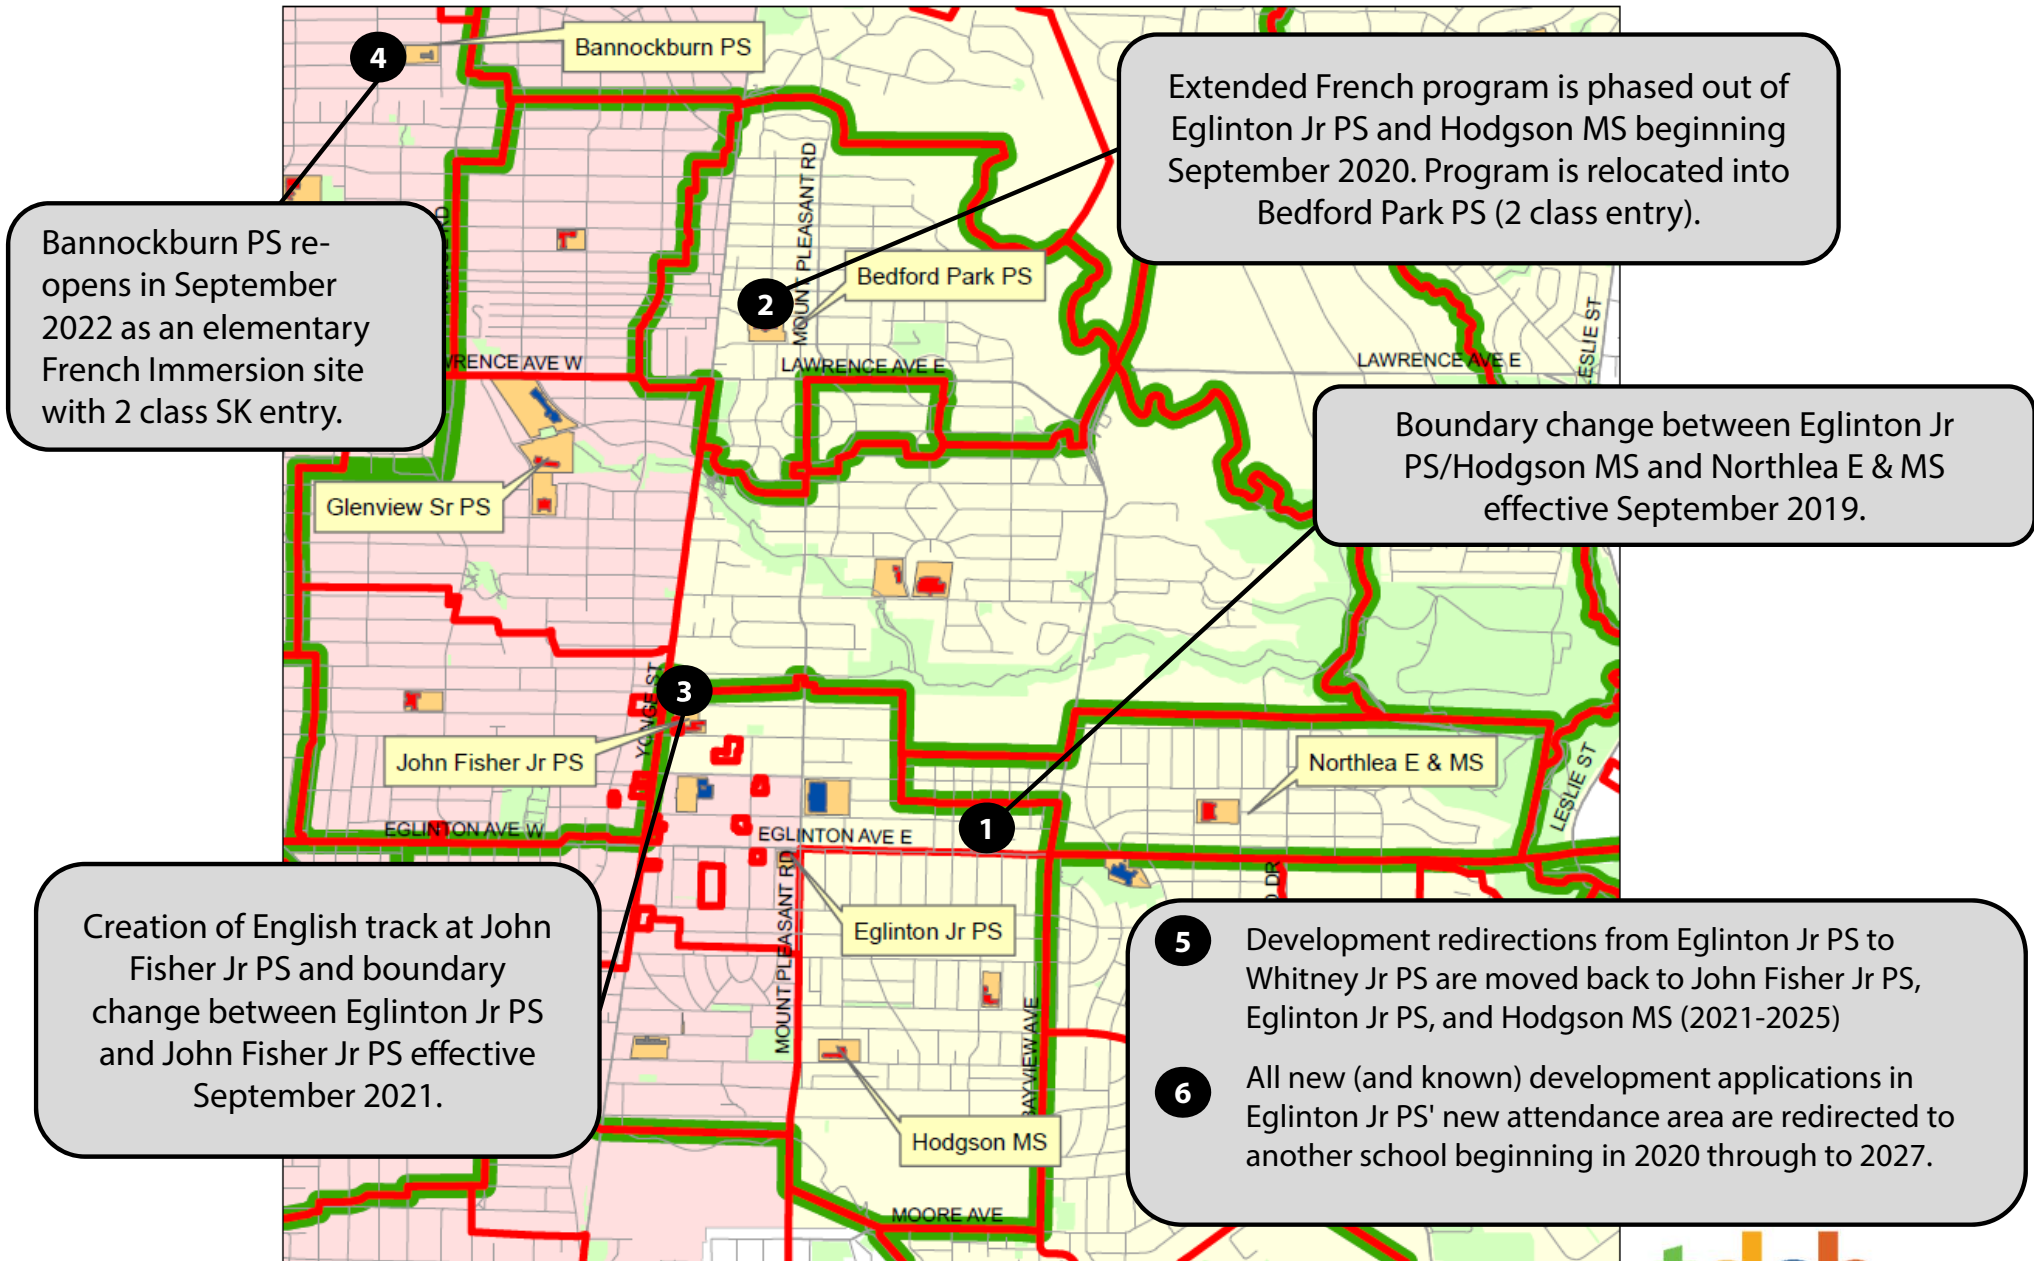 4
Bannockburn PS
Extended French program is phased out of
Eglinton Jr PS and Hodgson MS beginning
September 2020. Program is relocated into
Bedford Park PS (2 class entry).
Bannockburn PS re-
opens in September
2022 as an elementary
French Immersion site
with 2 class SK entry.
MOUNT PLEASANT RD
2
Bedford Park PS
LAWRENCE AVE E
LAWRENCE AVE E
Boundary change between Eglinton Jr
PS/Hodgson MS and Northlea E & MS
effective September 2019.
Glenview Sr PS
YONGE ST
3
John Fisher Jr PS
Northlea E & MS
LESLIE ST
EGLINTON AVE W
EGLINTON AVE E
1
Creation of English track at John
Fisher Jr PS and boundary
change between Eglinton Jr PS
and John Fisher Jr PS effective
September 2021.
MOUNT PLEASANT RD
Eglinton Jr PS
Hodgson MS
MOORE AVE
5 Development redirections from Eglinton Jr PS to
Whitney Jr PS are moved back to John Fisher Jr PS,
Eglinton Jr PS, and Hodgson MS (2021-2025)
6 All new (and known) development applications in
Eglinton Jr PS' new attendance area are redirected to
another school beginning in 2020 through to 2027.